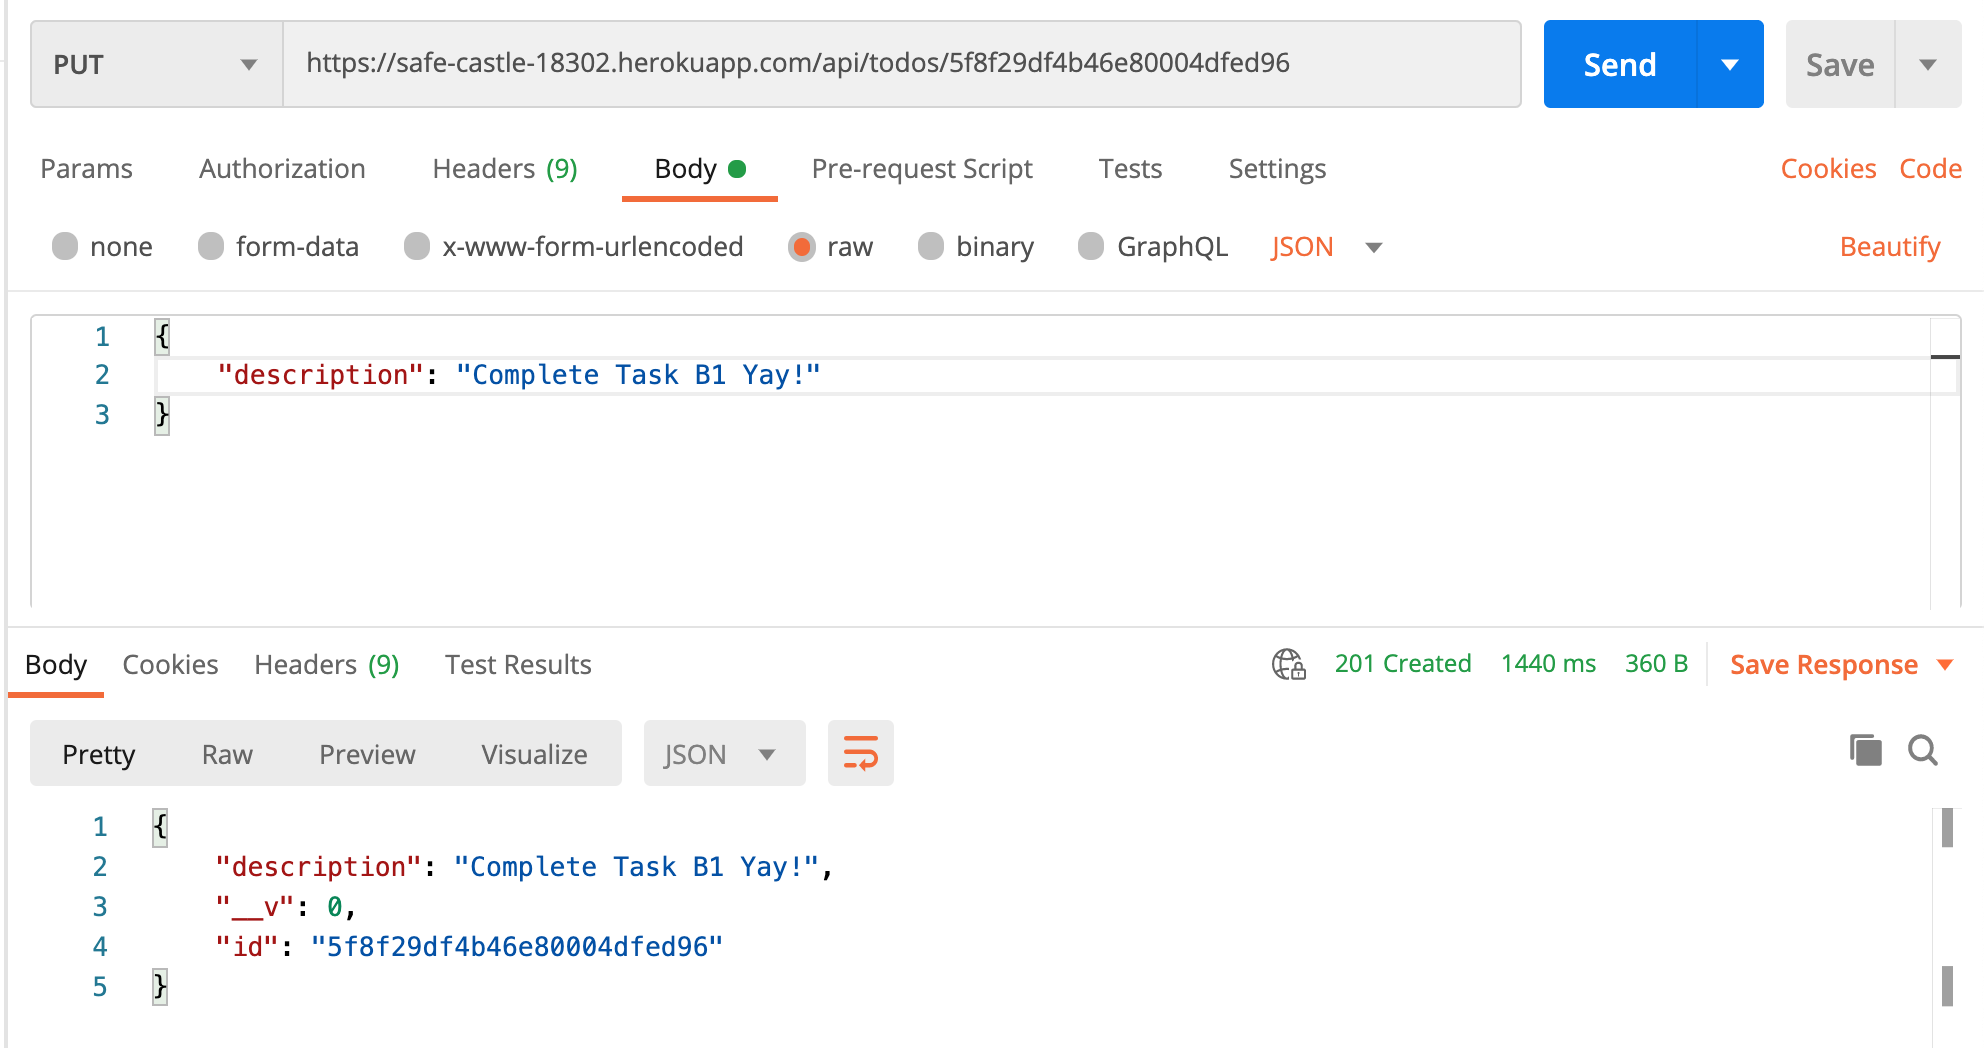 PUT https://safe-castle-18302.herokuapp.com/api/todos/5f8f29df4b46e80004dfed96 Send Save
Params Authorization Headers (9) Body Pre-request Script Tests Settings Cookies Code
none form-data x-www-form-urlencoded raw binary GraphQL JSON Beautify
1 {
2 "description": "Complete Task B1 Yay!"
3 }
Body Cookies Headers (9) Test Results 201 Created 1440 ms 360 B Save Response
Pretty Raw Preview Visualize JSON
1 {
2 "description": "Complete Task B1 Yay!",
3 "__v": 0,
4 "id": "5f8f29df4b46e80004dfed96"
5 }